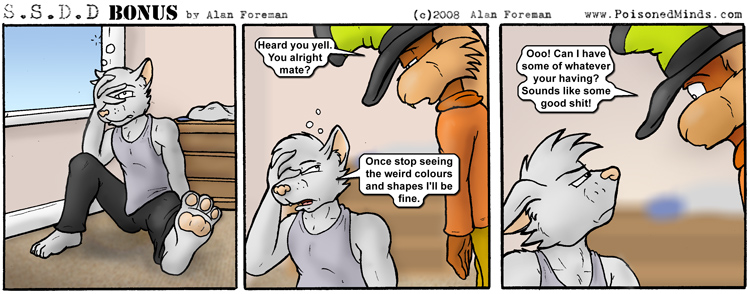 S.S.D.D BONUS by Alan Foreman (c)2008 Alan Foreman www.PoisonedMinds.com
Heard you yell.
You alright
mate?
Once stop seeing
the weird colours
and shapes I'll be
fine.
Ooo! Can I have
some of whatever
your having?
Sounds like some
good shit!